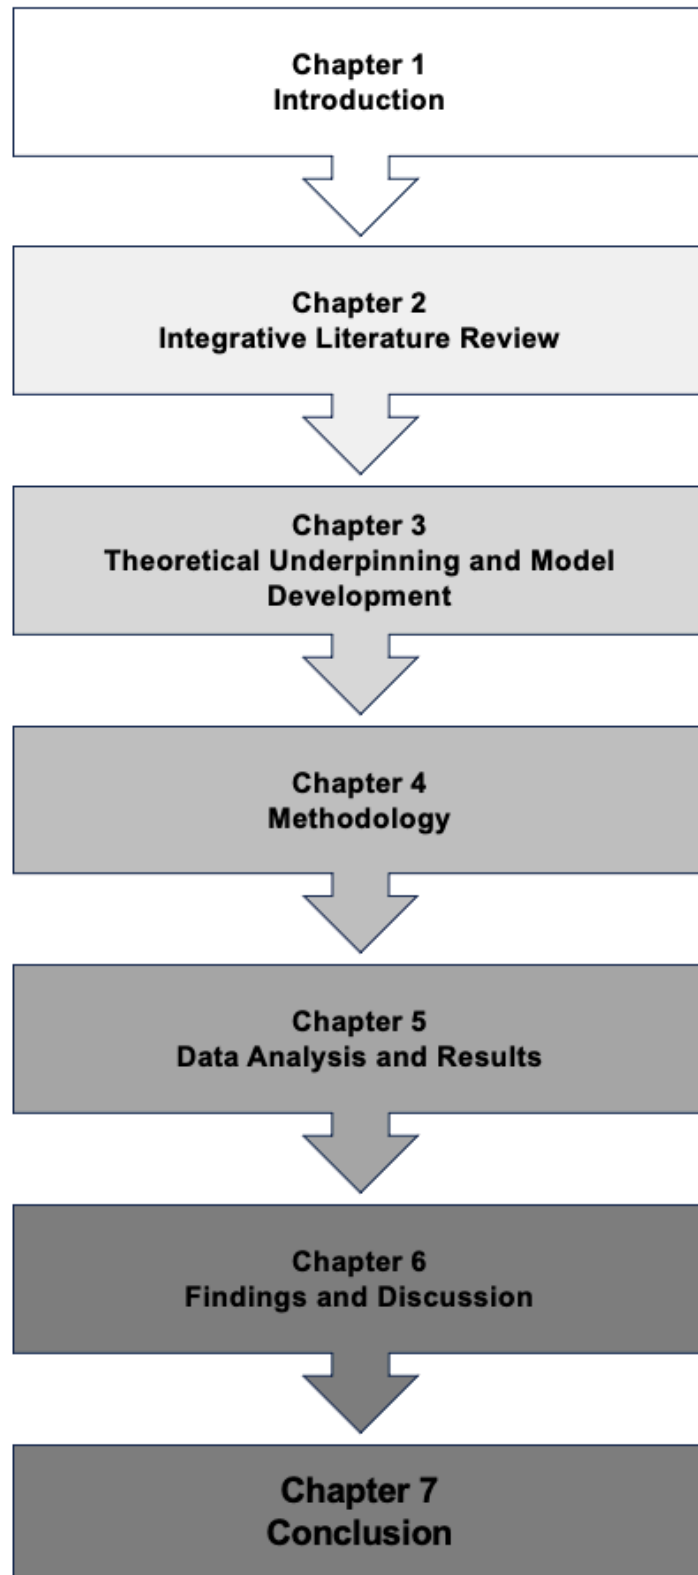 Chapter 1
Introduction
Chapter 2
Integrative Literature Review
Chapter 3
Theoretical Underpinning and Model
Development
Chapter 4
Methodology
Chapter 5
Data Analysis and Results
Chapter 6
Findings and Discussion
Chapter 7
Conclusion